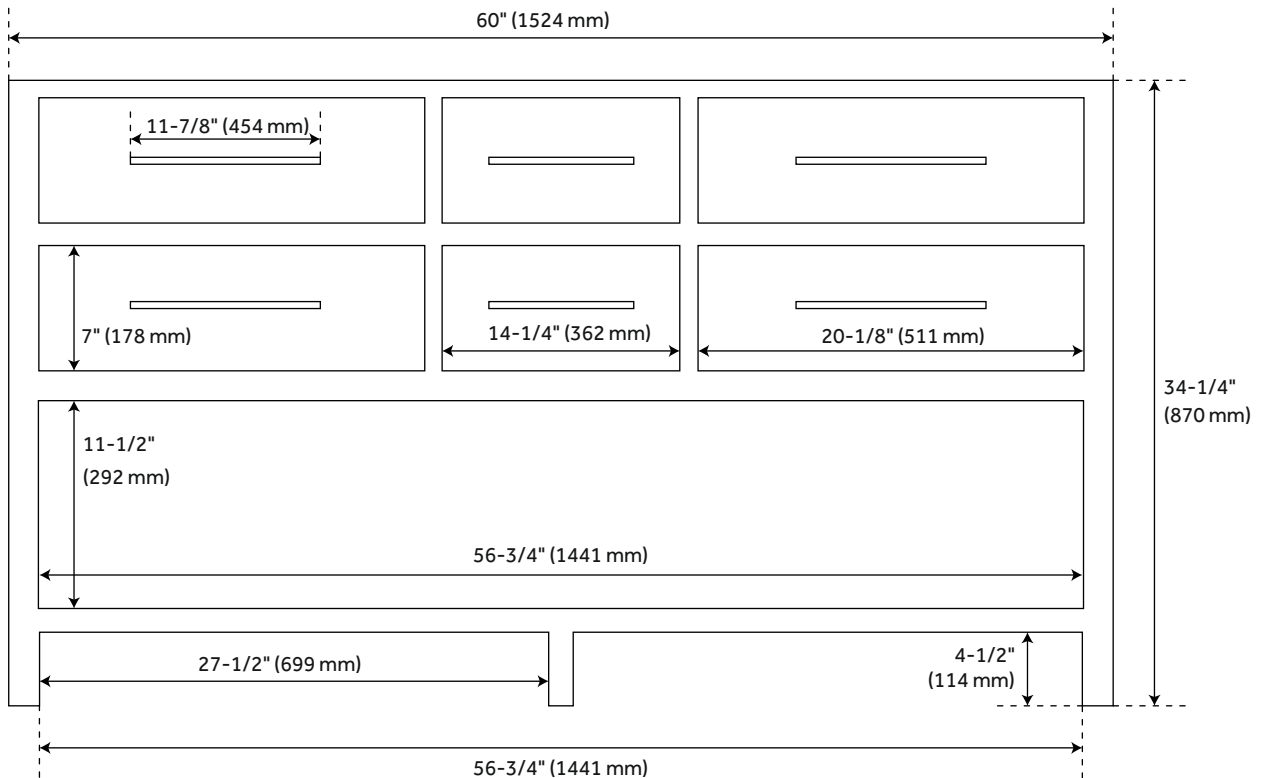 60" (1524 mm)
11-7/8" (454 mm)
7" (178 mm)
14-1/4" (362 mm)
20-1/8" (511 mm)
34-1/4"
(870 mm)
11-1/2"
(292 mm)
56-3/4" (1441 mm)
27-1/2" (699 mm)
4-1/2"
(114 mm)
56-3/4" (1441 mm)